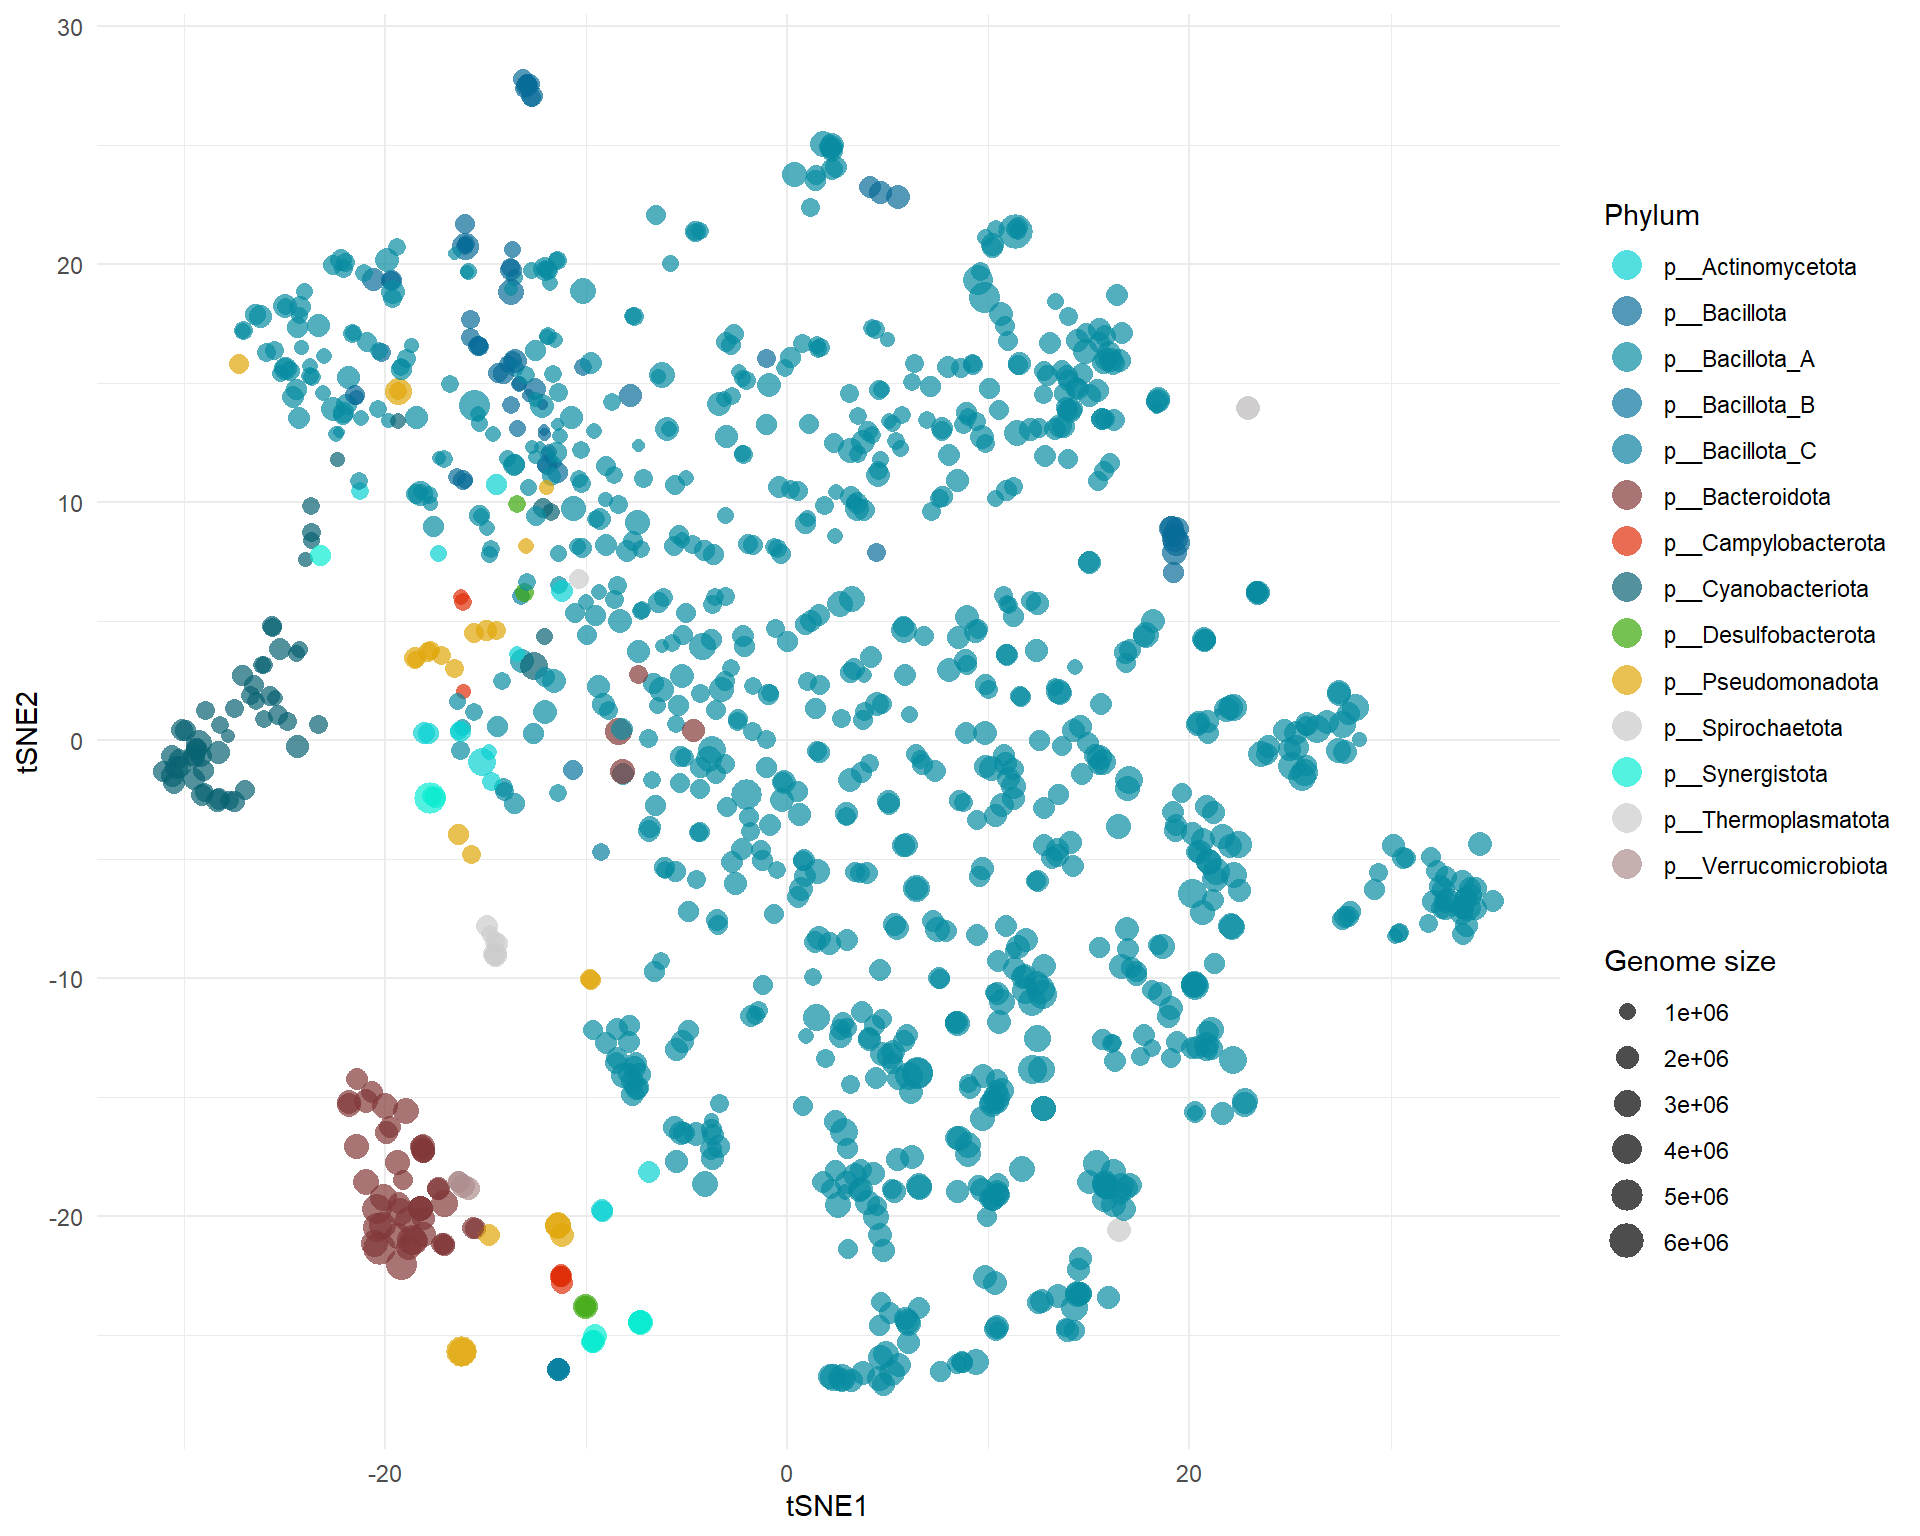 30
20
10
0
-10
-20
tSNE2
-20
0
20
tSNE1
Phylum
p__Actinomycetota
p__Bacillota
p__Bacillota_A
p__Bacillota_B
p__Bacillota_C
p__Bacteroidota
p__Campylobacterota
p__Cyanobacteriota
p__Desulfobacterota
p__Pseudomonadota
p__Spirochaetota
p__Synergistota
p__Thermoplasmatota
p__Verrucomicrobiota
Genome size
1e+06
2e+06
3e+06
4e+06
5e+06
6e+06